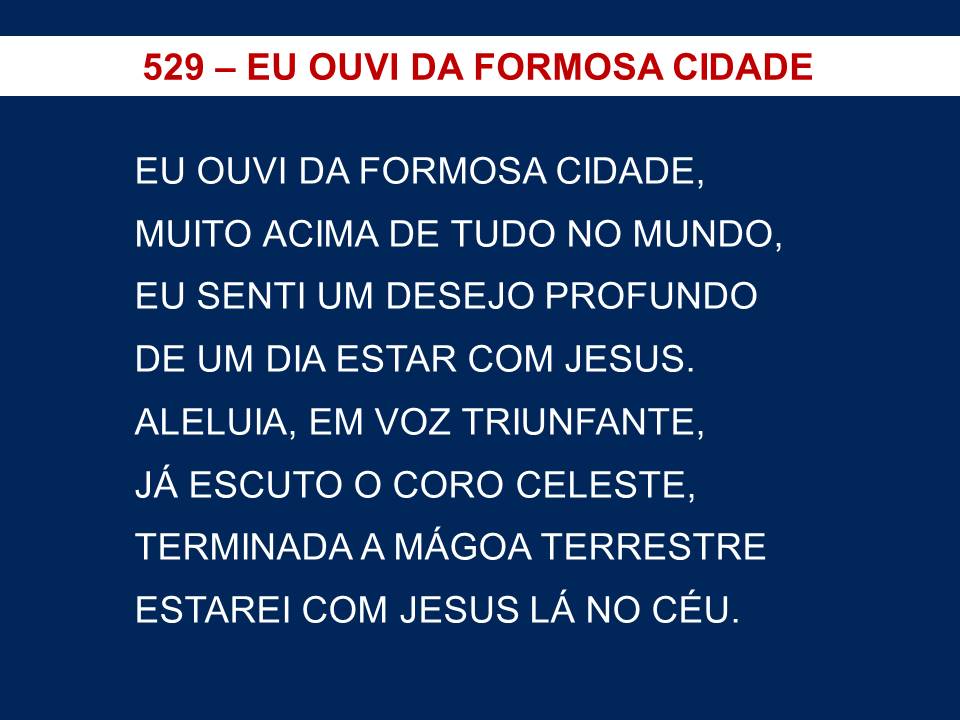 529 – EU OUVI DA FORMOSA CIDADE
EU OUVI DA FORMOSA CIDADE,
MUITO ACIMA DE TUDO NO MUNDO,
EU SENTI UM DESEJO PROFUNDO
DE UM DIA ESTAR COM JESUS.
ALELUIA, EM VOZ TRIUNFANTE,
JÁ ESCUTO O CORO CELESTE,
TERMINADA A MÁGOA TERRESTRE
ESTAREI COM JESUS LÁ NO CÉU.